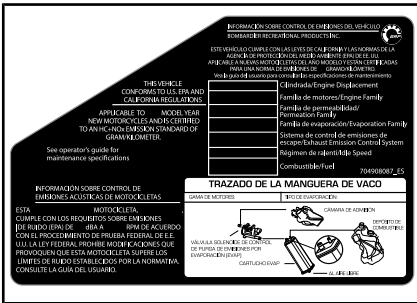 INFORMACIÓN SOBRE CONTROL DE EMISIONES DEL VEHÍCULO
BOMBARDIER RECREATIONAL PRODUCTS INC.
ESTE VEHÍCULO CUMPLE CON LAS LEYES DE CALIFORNIA Y LAS NORMAS DE LA
AGENCIA DE PROTECCIÓN DEL MEDIO AMBIENTE (EPA) DE EE. UU.
APLICABLE A NUEVAS MOTOCICLETAS DEL AÑO MODELO Y ESTÁN CERTIFICADAS
PARA UNA NORMA DE EMISIONES DE GRAMO/KILÓMETRO.
Vea la guía del usuario para consultar las especificaciones de mantenimiento
THIS VEHICLE
CONFORMS TO U.S. EPA AND
CALIFORNIA REGULATIONS
APPLICABLE TO MODEL YEAR
NEW MOTORCYCLES AND IS CERTIFIED
TO AN HC+NOx EMISSION STANDARD OF
GRAM/KILOMETER.
See operator's guide for
maintenance specifications
Cilindrada/Engine Displacement
Familia de motores/Engine Family
Familia de permeabilidad/
Permeation Family
Familia de evaporación/Evaporation Family
Sistema de control de emisiones de
escape/Exhaust Emission Control System
Régimen de ralentí/Idle Speed
Combustible/Fuel
704908087_ES
INFORMACIÓN SOBRE CONTROL DE
EMISIONES ACÚSTICAS DE MOTOCICLETAS
ESTA MOTOCICLETA,
CUMPLE CON LOS REQUISITOS SOBRE EMISIONES
DE RUIDO (EPA) DE dBA A RPM DE ACUERDO
CON EL PROCEDIMIENTO DE PRUEBA FEDERAL DE E.E.
U.U. LA LEY FEDERAL PROHÍBE MODIFICACIONES QUE
PROVOQUEN QUE ESTA MOTOCICLETA SUPERE LOS
LÍMITES DE RUIDO ESTABLECIDOS POR LA NORMATIVA.
CONSULTE LA GUÍA DEL USUARIO.
TRAZADO DE LA MANGUERA DE VACO
GAMA DE MOTORES:
TIPO DE EVAPORACIÓN:
CÁMARA DE ADMISIÓN
DEPÓSITO DE
COMBUSTIBLE
VÁLVULA SOLENOIDE DE CONTROL
DE PURGA DE EMISIONES POR
EVAPORACIÓN (EVAP)
CARTUCHO EVAP
AL AIRE LIBRE